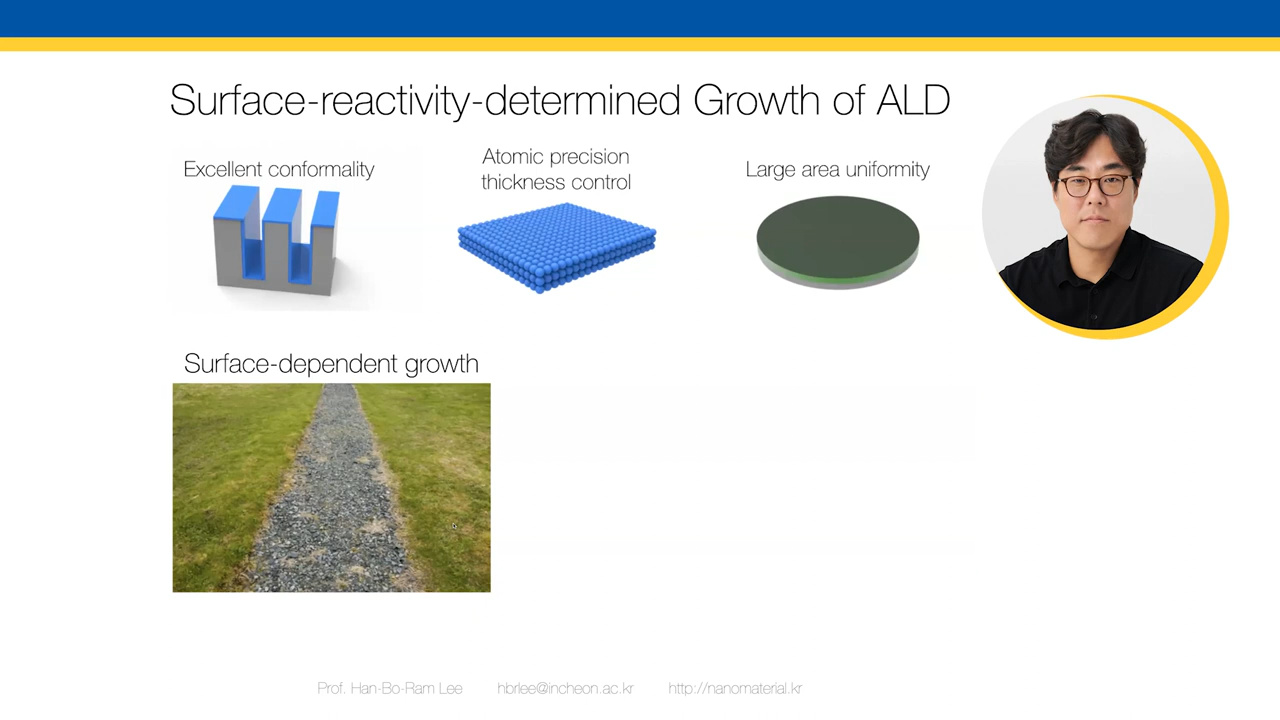 Surface-reactivity-determined Growth of ALD
Excellent conformality
Atomic precision
thickness control
Large area uniformity
Surface-dependent growth
Prof. Han-Bo-Ram Lee hbrlee@incheon.ac.kr http://nanomaterial.kr